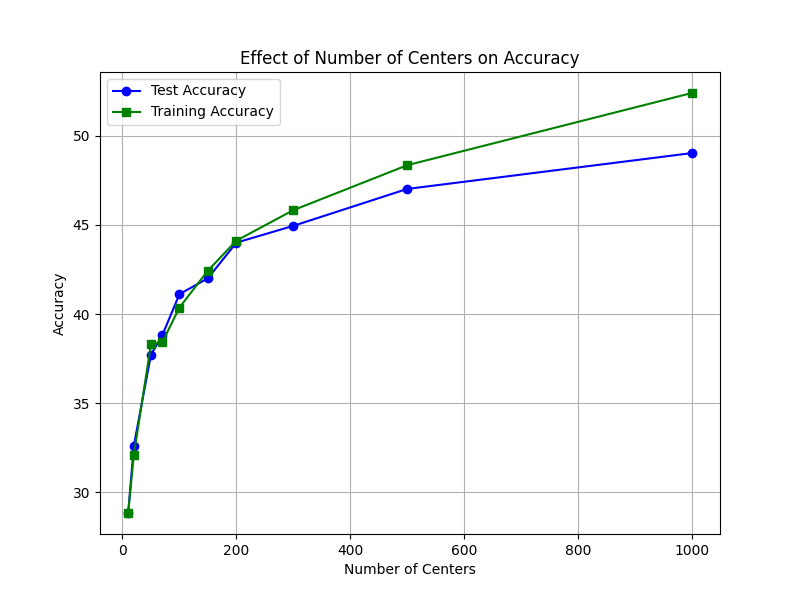 Effect of Number of Centers on Accuracy
Test Accuracy
Training Accuracy
50
45
40
35
30
Accuracy
0 200 400 600 800 1000
Number of Centers